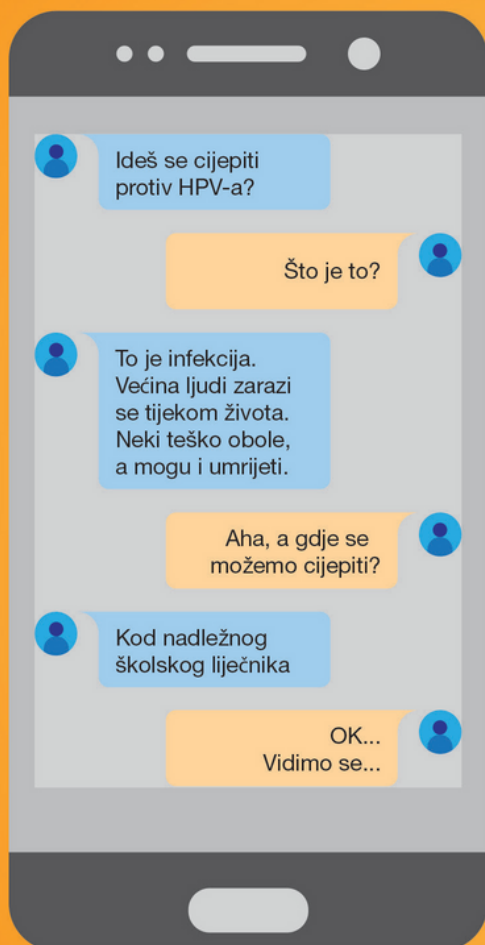 Ideš se cijepiti
protiv HPV-a?
Što je to?
To je infekcija.
Većina ljudi zarazi
se tijekom života.
Neki teško obole,
a mogu i umrijeti.
Aha, a gdje se
možemo cijepiti?
Kod nadležnog
školskog liječnika
OK...
Vidimo se...